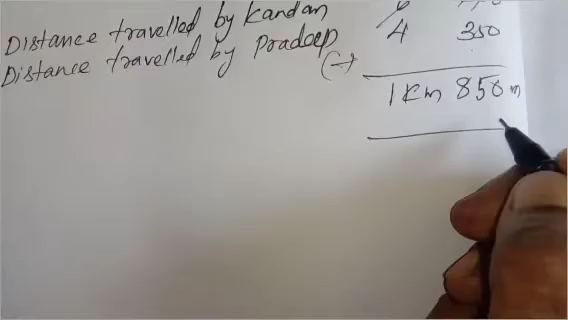 Distance travelled by Kandan
Distance travelled by Pradeep 4 350
(-)
1 Km 850 m